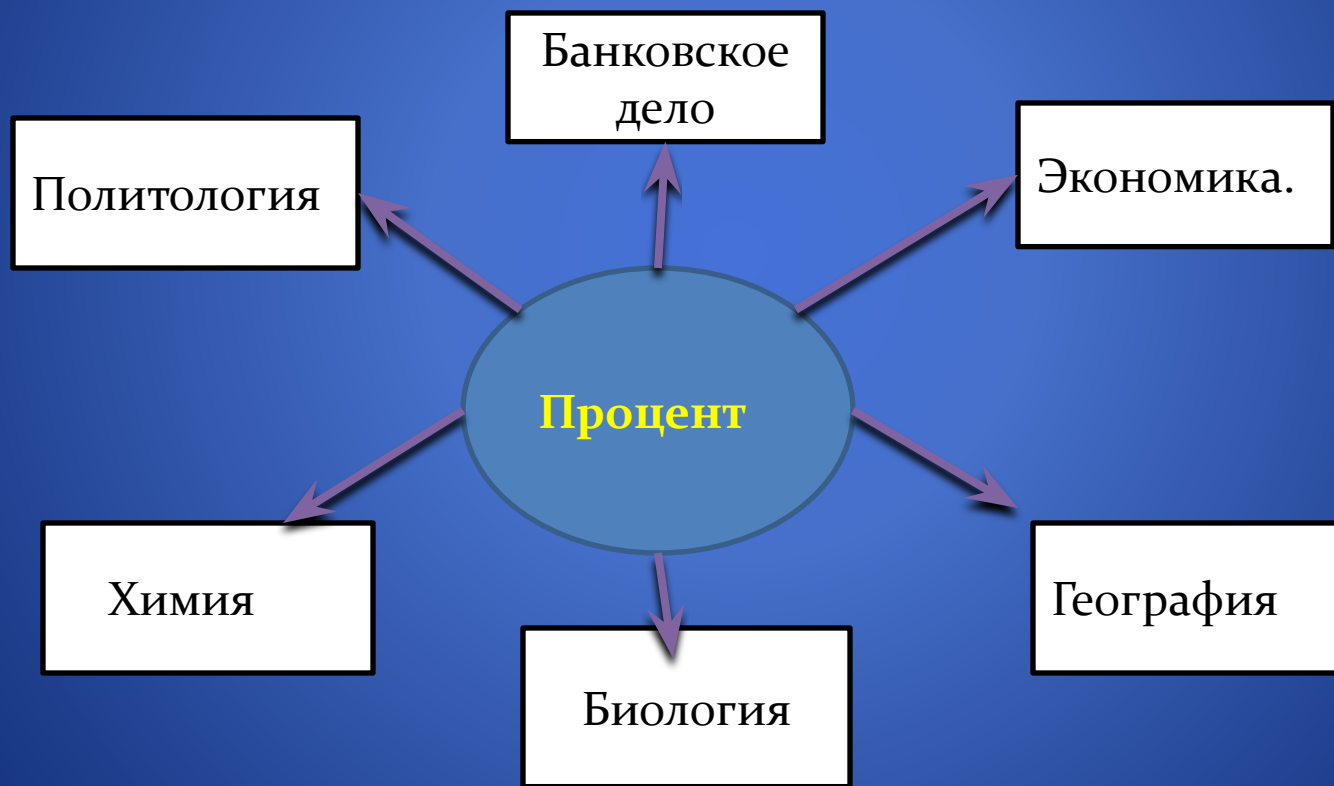 Банковское
дело
Политология
Экономика.
Процент
Химия
География
Биология